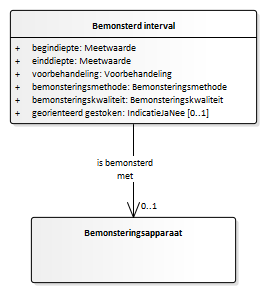 Bemonsterd interval
+ begindiepte: Meetwaarde
+ einddiepte: Meetwaarde
+ voorbehandeling: Voorbehandeling
+ bemonsteringsmethode: Bemonsteringsmethode
+ bemonsteringskwaliteit: Bemonsteringskwaliteit
+ georienteerd gestoken: IndicatieJaNee [0..1]
is bemonsterd
met
0..1
Bemonsteringsapparaat